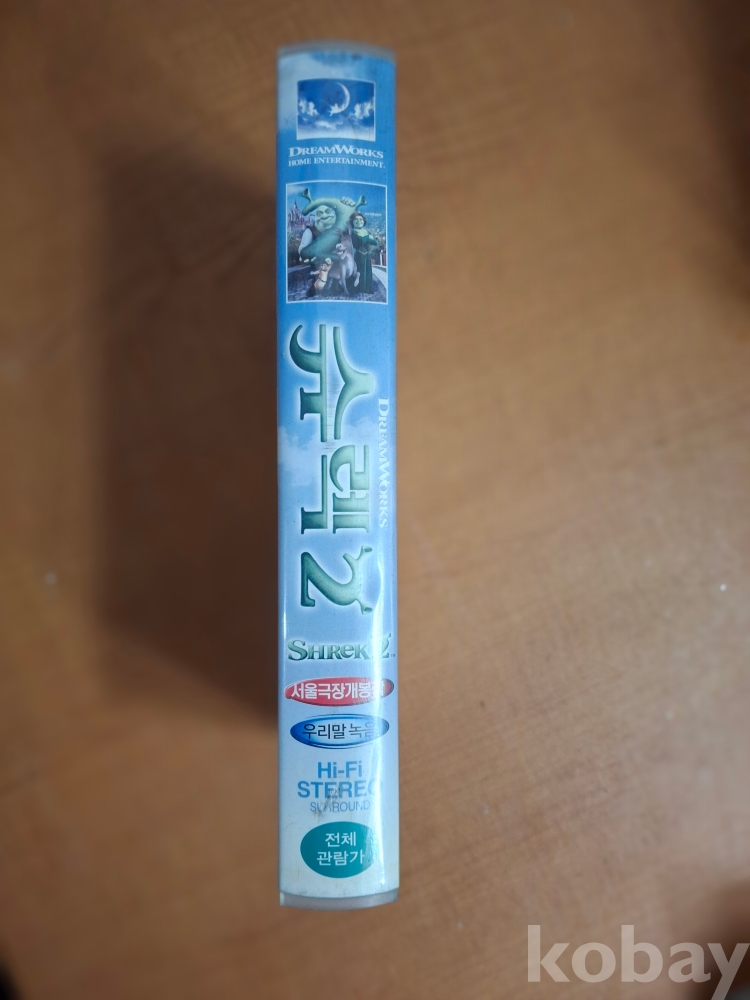 DREAMWORKS
HOME ENTERTAINMENT.
슈렉2
DREAMWORKS
SHREK 2™
서울극장개봉작
우리말 녹음
Hi-Fi
STEREO
SURROUND
전체
관람가
kobay